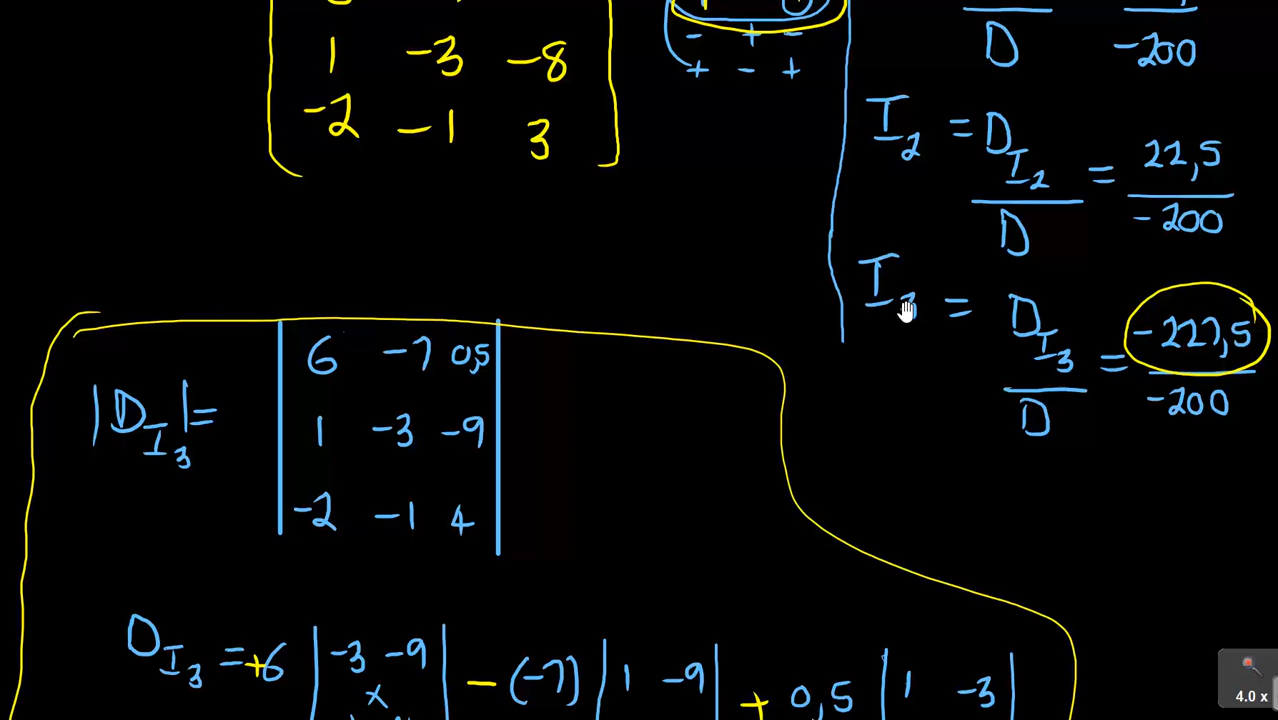 1 -3 -8
-2 -1 3
- + -
+ - +
D -200
I2 = DI2 / D = 22,5 / -200
I3 = DI3 / D = -227,5 / -200
|DI3| =
6 -7 0,5
1 -3 -9
-2 -1 4
DI3 = +6 | -3 -9 | - (-7) | 1 -9 | + 0,5 | 1 -3 |
x
4.0 x